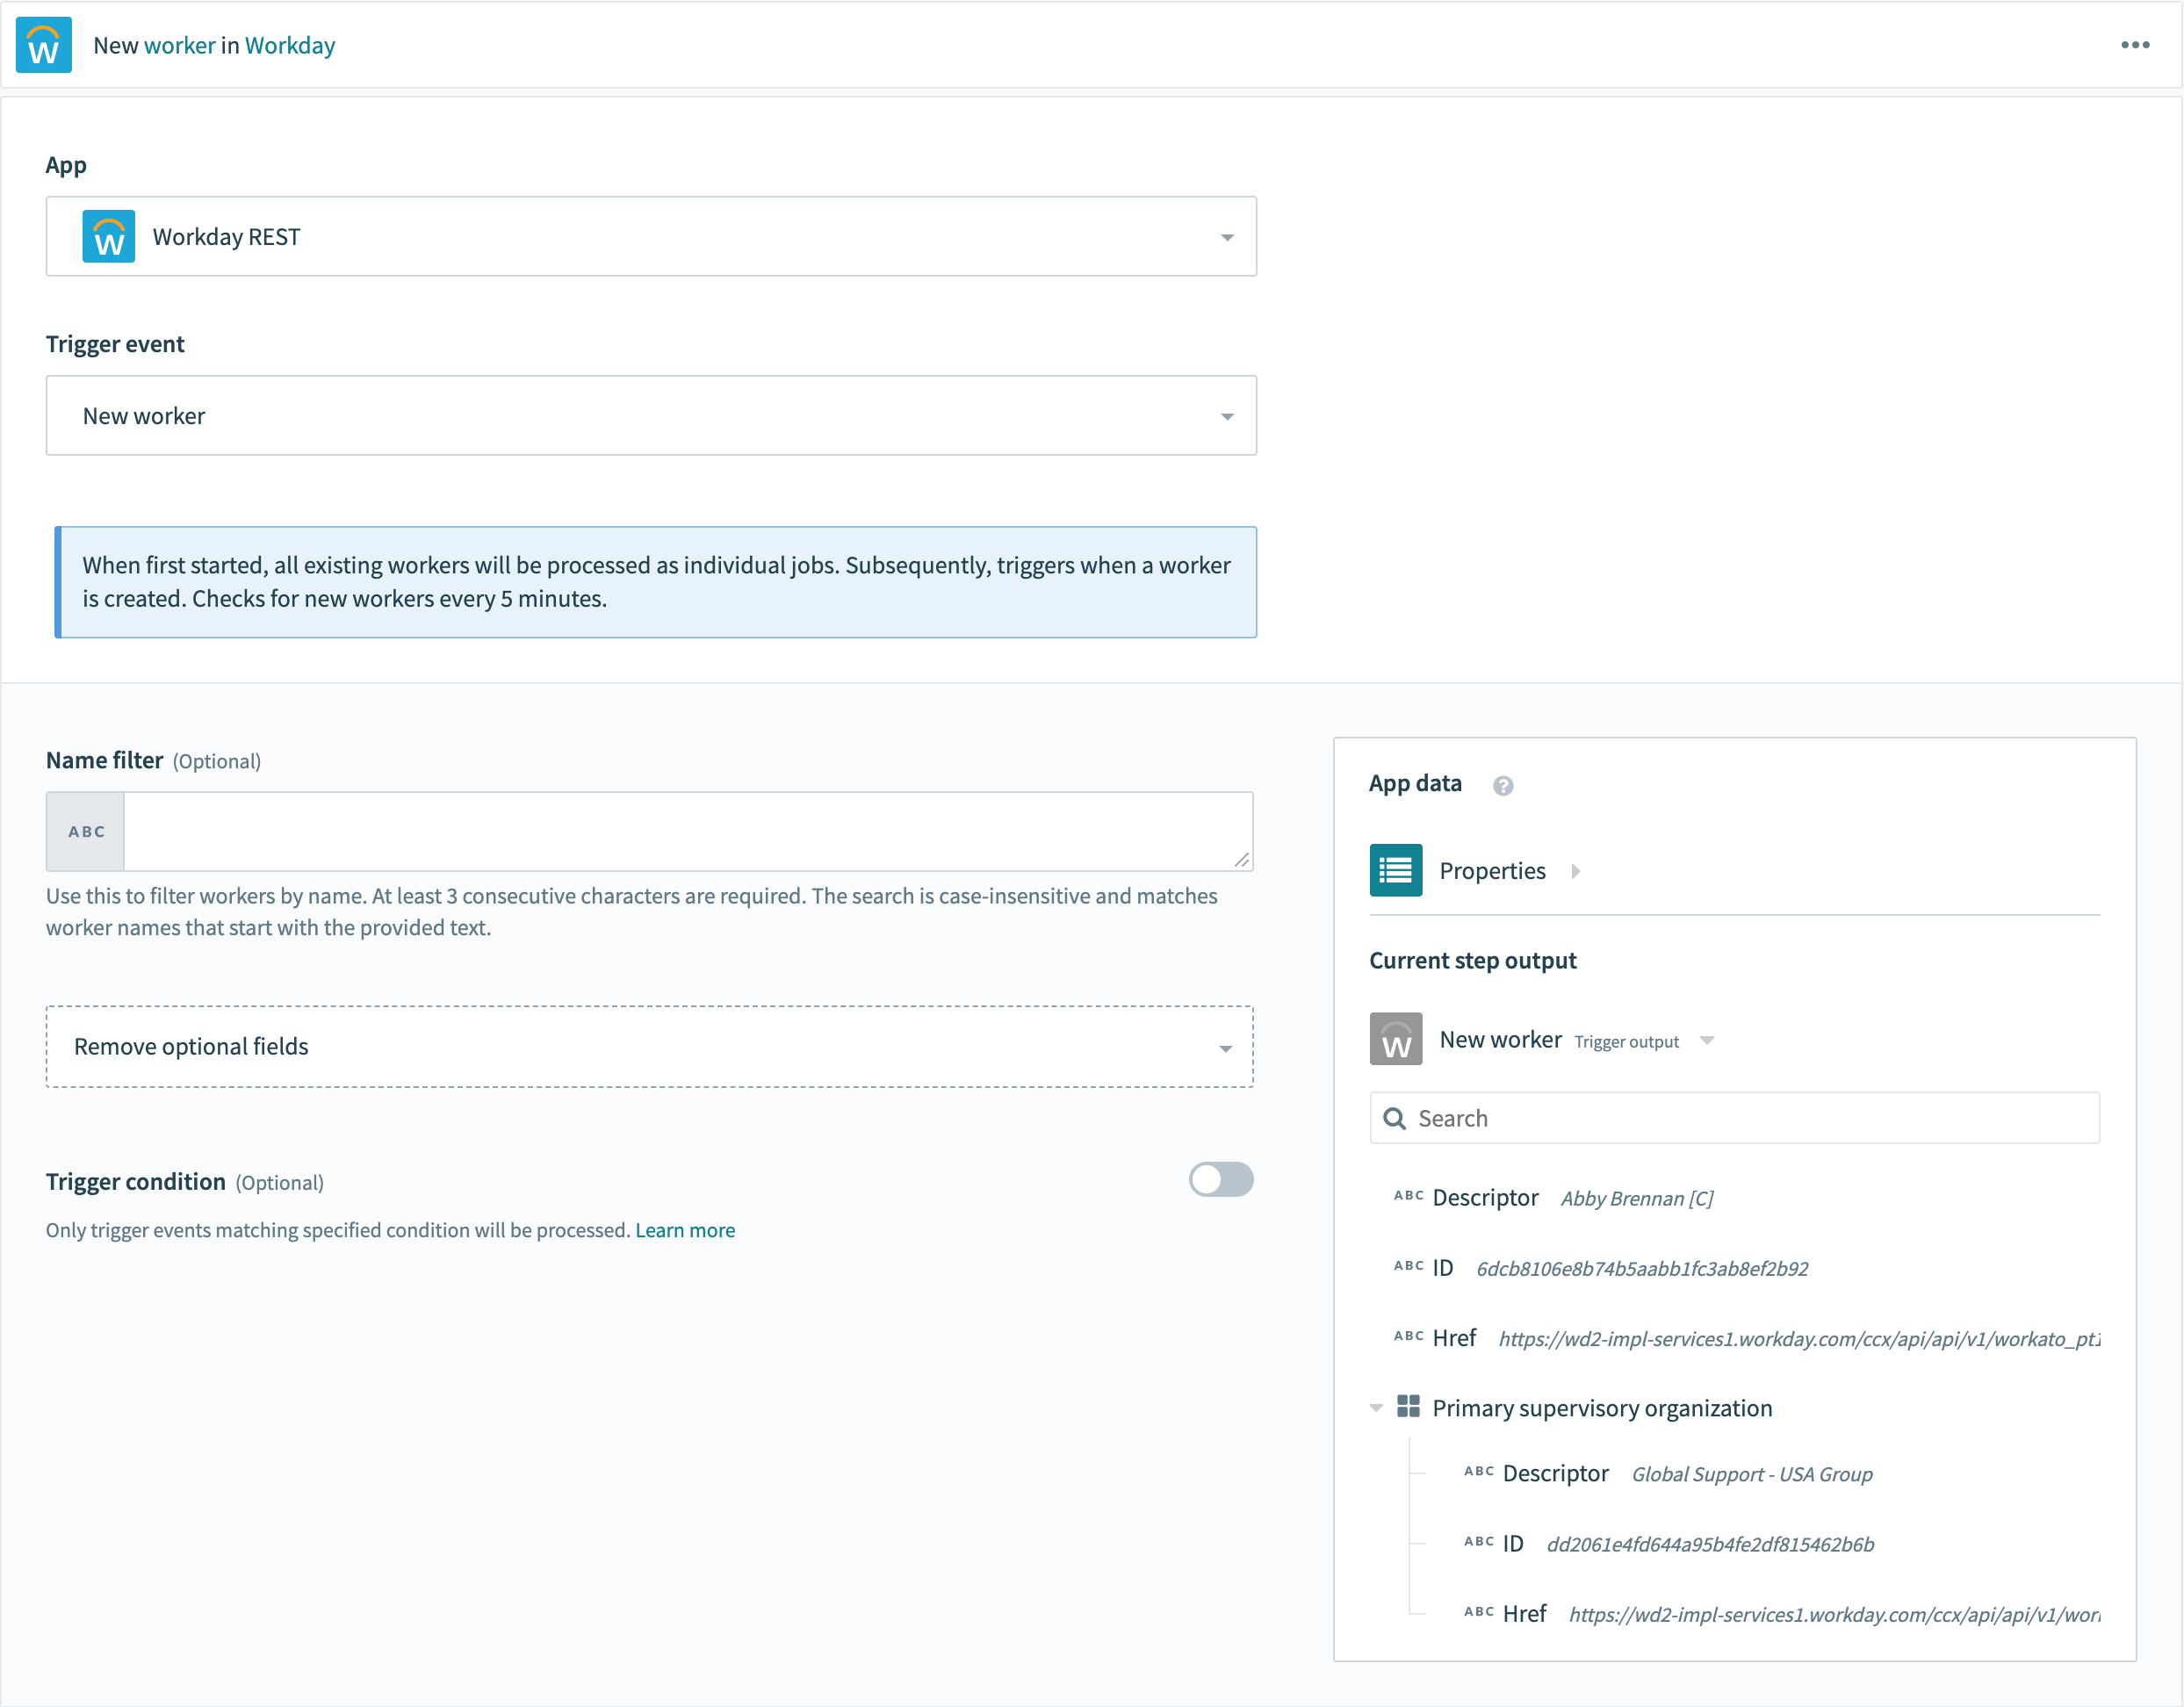 W New worker in Workday
App
W Workday REST
Trigger event
New worker
When first started, all existing workers will be processed as individual jobs. Subsequently, triggers when a worker
is created. Checks for new workers every 5 minutes.
Name filter (Optional)
ABC
Use this to filter workers by name. At least 3 consecutive characters are required. The search is case-insensitive and matches
worker names that start with the provided text.
Remove optional fields
Trigger condition (Optional)
Only trigger events matching specified condition will be processed. Learn more
App data ?
Properties
Current step output
W New worker Trigger output
Search
ABC Descriptor Abby Brennan [C]
ABC ID 6dcb8106e8b74b5aabb1fc3ab8ef2b92
ABC Href https://wd2-impl-services1.workday.com/ccx/api/api/v1/workato_pt1
Primary supervisory organization
ABC Descriptor Global Support - USA Group
ABC ID dd2061e4fd644a95b4fe2df815462b6b
ABC Href https://wd2-impl-services1.workday.com/ccx/api/api/v1/wor